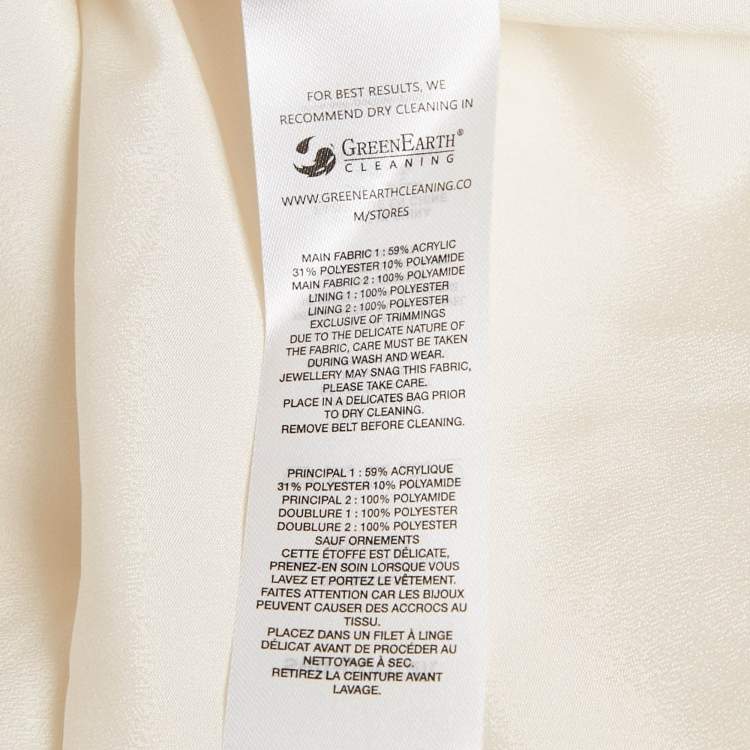 FOR BEST RESULTS, WE
RECOMMEND DRY CLEANING IN
GREENEARTH®
CLEANING
WWW.GREENEARTHCLEANING.CO
M/STORES
MAIN FABRIC 1 : 59% ACRYLIC
31% POLYESTER 10% POLYAMIDE
MAIN FABRIC 2 : 100% POLYAMIDE
LINING 1 : 100% POLYESTER
LINING 2 : 100% POLYESTER
EXCLUSIVE OF TRIMMINGS
DUE TO THE DELICATE NATURE OF
THE FABRIC, CARE MUST BE TAKEN
DURING WASH AND WEAR.
JEWELLERY MAY SNAG THIS FABRIC,
PLEASE TAKE CARE.
PLACE IN A DELICATES BAG PRIOR
TO DRY CLEANING.
REMOVE BELT BEFORE CLEANING.
PRINCIPAL 1 : 59% ACRYLIQUE
31% POLYESTER 10% POLYAMIDE
PRINCIPAL 2 : 100% POLYAMIDE
DOUBLURE 1 : 100% POLYESTER
DOUBLURE 2 : 100% POLYESTER
SAUF ORNEMENTS
CETTE ÉTOFFE EST DÉLICATE,
PRENEZ-EN SOIN LORSQUE VOUS
LAVEZ ET PORTEZ LE VÊTEMENT.
FAITES ATTENTION CAR LES BIJOUX
PEUVENT CAUSER DES ACCROCS AU
TISSU.
PLACEZ DANS UN FILET À LINGE
DÉLICAT AVANT DE PROCÉDER AU
NETTOYAGE À SEC.
RETIREZ LA CEINTURE AVANT
LAVAGE.